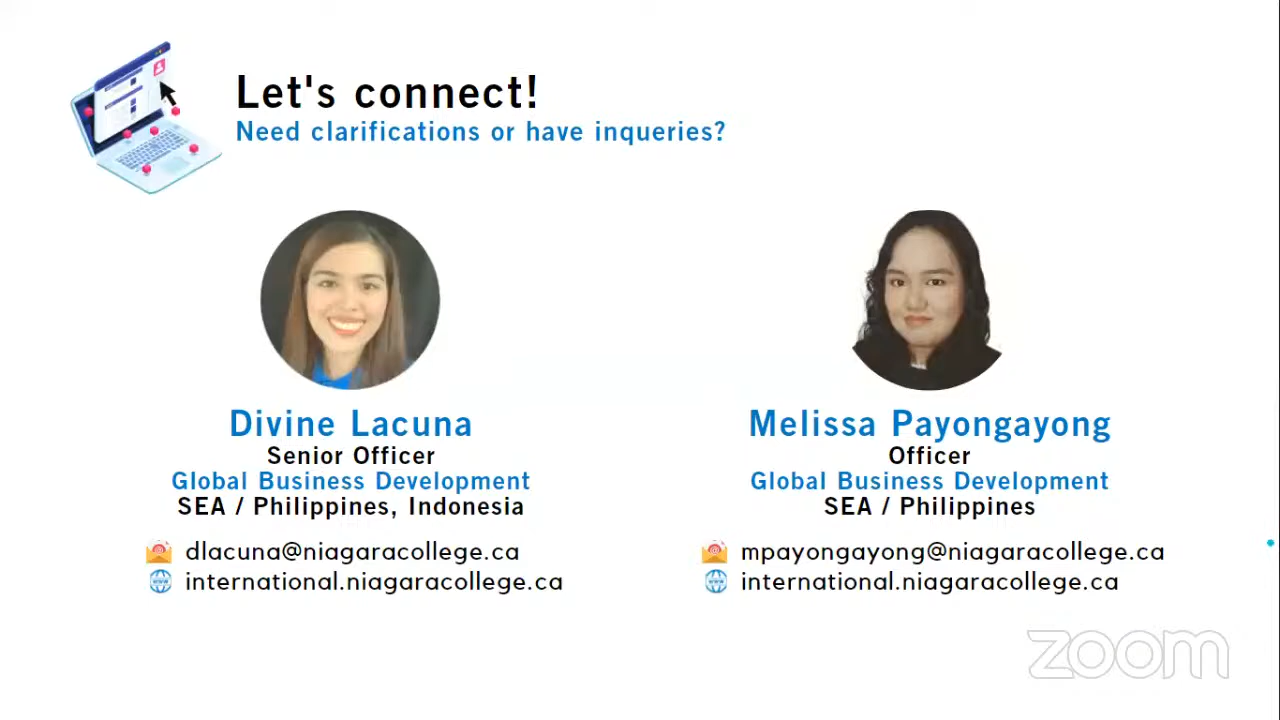 Let's connect!
Need clarifications or have inqueries?
Divine Lacuna
Senior Officer
Global Business Development
SEA / Philippines, Indonesia
dlacuna@niagaracollege.ca
international.niagaracollege.ca
Melissa Payongayong
Officer
Global Business Development
SEA / Philippines
mpayongayong@niagaracollege.ca
international.niagaracollege.ca
zoom